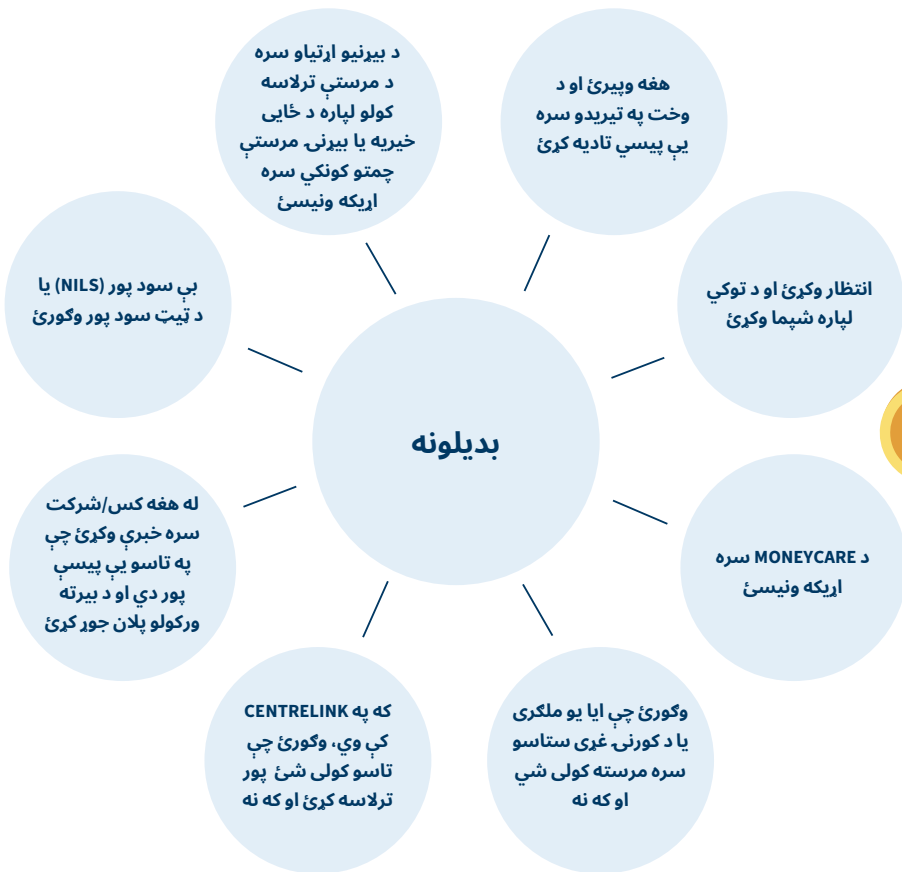 بدیلونه
هغه وپیرئ او د
وخت په تیریدو سره
یې پیسې تادیه کړئ
انتظار وکړئ او د توکي
لپاره شپما وکړئ
د MONEYCARE سره
اړیکه ونیسئ
وګورئ چې ایا یو ملګری
یا د کورنۍ غړی ستاسو
سره مرسته کولی شي
او که نه
که په CENTRELINK
کې وي، وګورئ چې
تاسو کولی شئ پور
ترلاسه کړئ او که نه
له هغه کس/شرکت
سره خبرې وکړئ چې
په تاسو یې پیسې
پور دي او د بیرته
ورکولو پلان جوړ کړئ
بې سود پور (NILS) یا
د ټیټ سود پور وګورئ
د بیړنیو اړتیاو سره
د مرستې ترلاسه
کولو لپاره د ځایی
خیریه یا بیړنۍ مرستې
چمتو کونکي سره
اړیکه ونیسئ